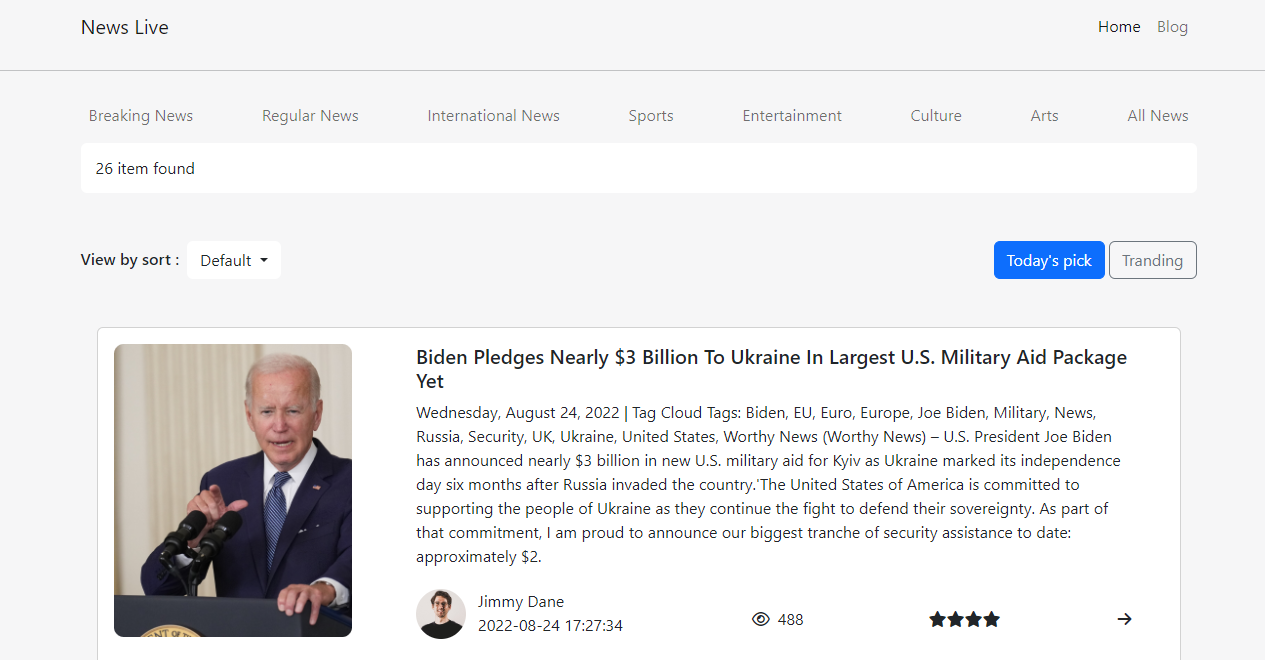 News Live
Home Blog
Breaking News Regular News International News Sports Entertainment Culture Arts All News
26 item found
View by sort : Default Today's pick Tranding
Biden Pledges Nearly $3 Billion To Ukraine In Largest U.S. Military Aid Package
Yet
Wednesday, August 24, 2022 | Tag Cloud Tags: Biden, EU, Euro, Europe, Joe Biden, Military, News,
Russia, Security, UK, Ukraine, United States, Worthy News (Worthy News) – U.S. President Joe Biden
has announced nearly $3 billion in new U.S. military aid for Kyiv as Ukraine marked its independence
day six months after Russia invaded the country.'The United States of America is committed to
supporting the people of Ukraine as they continue the fight to defend their sovereignty. As part of
that commitment, I am proud to announce our biggest tranche of security assistance to date:
approximately $2.
Jimmy Dane
2022-08-24 17:27:34
488